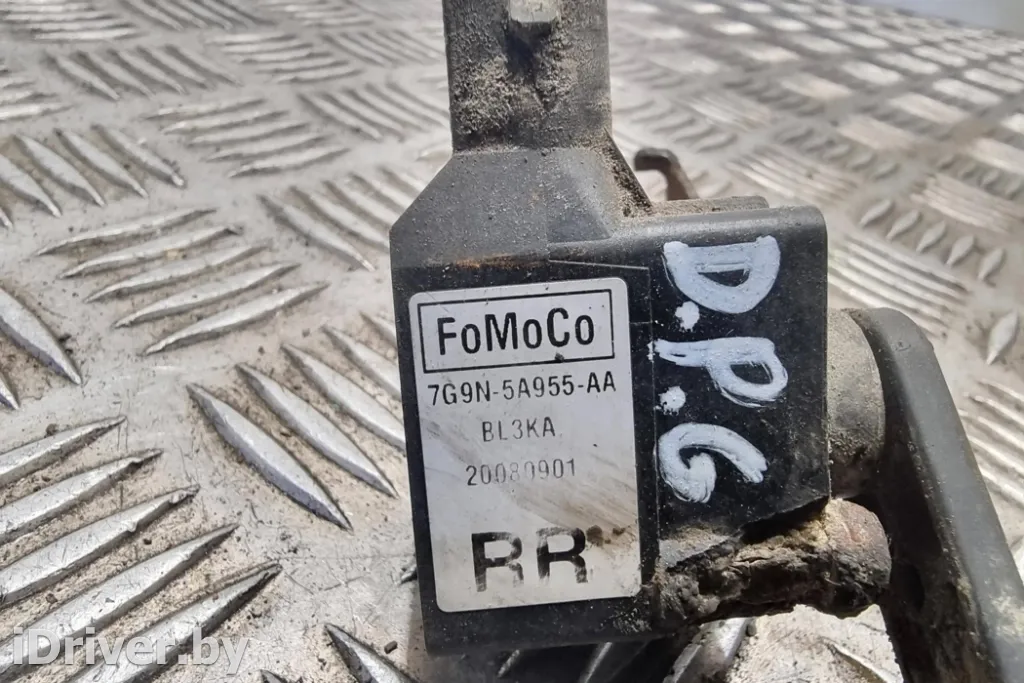 FoMoCo
7G9N-5A955-AA
BL3KA
20080901
RR
D.P.G
iDriver.by